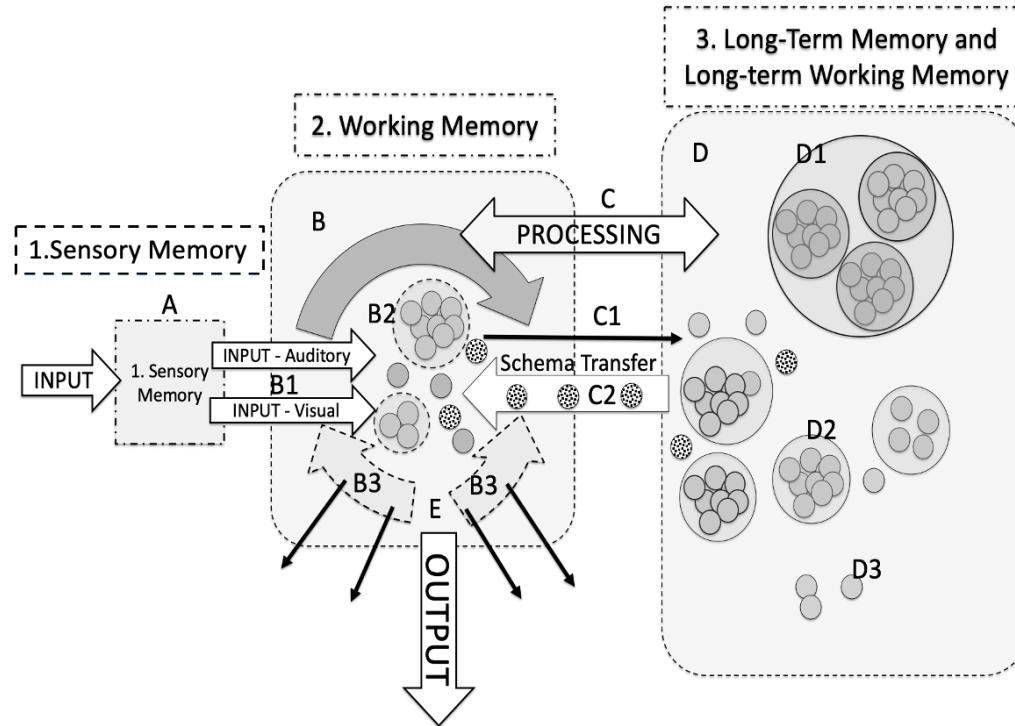 3. Long-Term Memory and
Long-term Working Memory
2. Working Memory
1.Sensory Memory
A
INPUT
1. Sensory
Memory
INPUT - Auditory
B1
INPUT - Visual
B
B2
B3
B3
E
OUTPUT
C
PROCESSING
C1
Schema Transfer
C2
D
D1
D2
D3